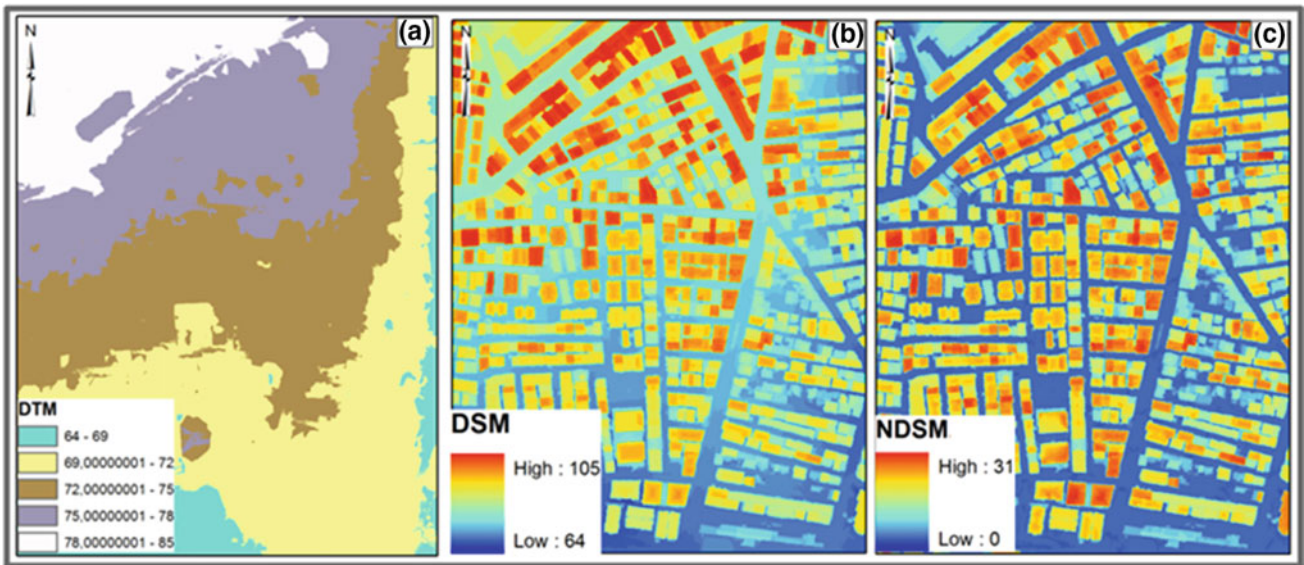 (a)
N
DTM
64 - 69
69,00000001 - 72
72,00000001 - 75
75,00000001 - 78
78,00000001 - 85
(b)
N
DSM
High : 105
Low : 64
(c)
N
NDSM
High : 31
Low : 0